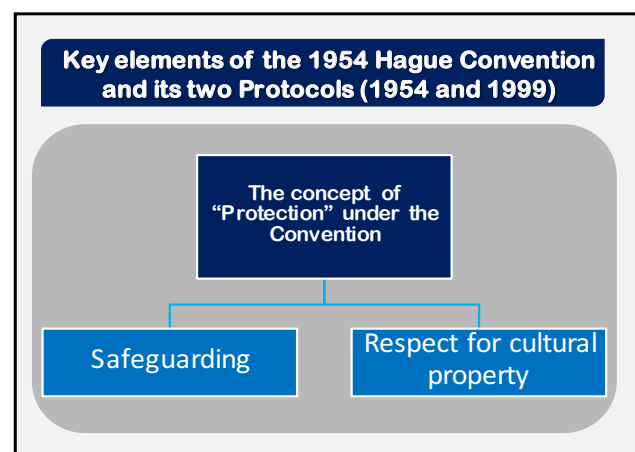 Key elements of the 1954 Hague Convention
and its two Protocols (1954 and 1999)
The concept of
“Protection” under the
Convention
Safeguarding
Respect for cultural
property